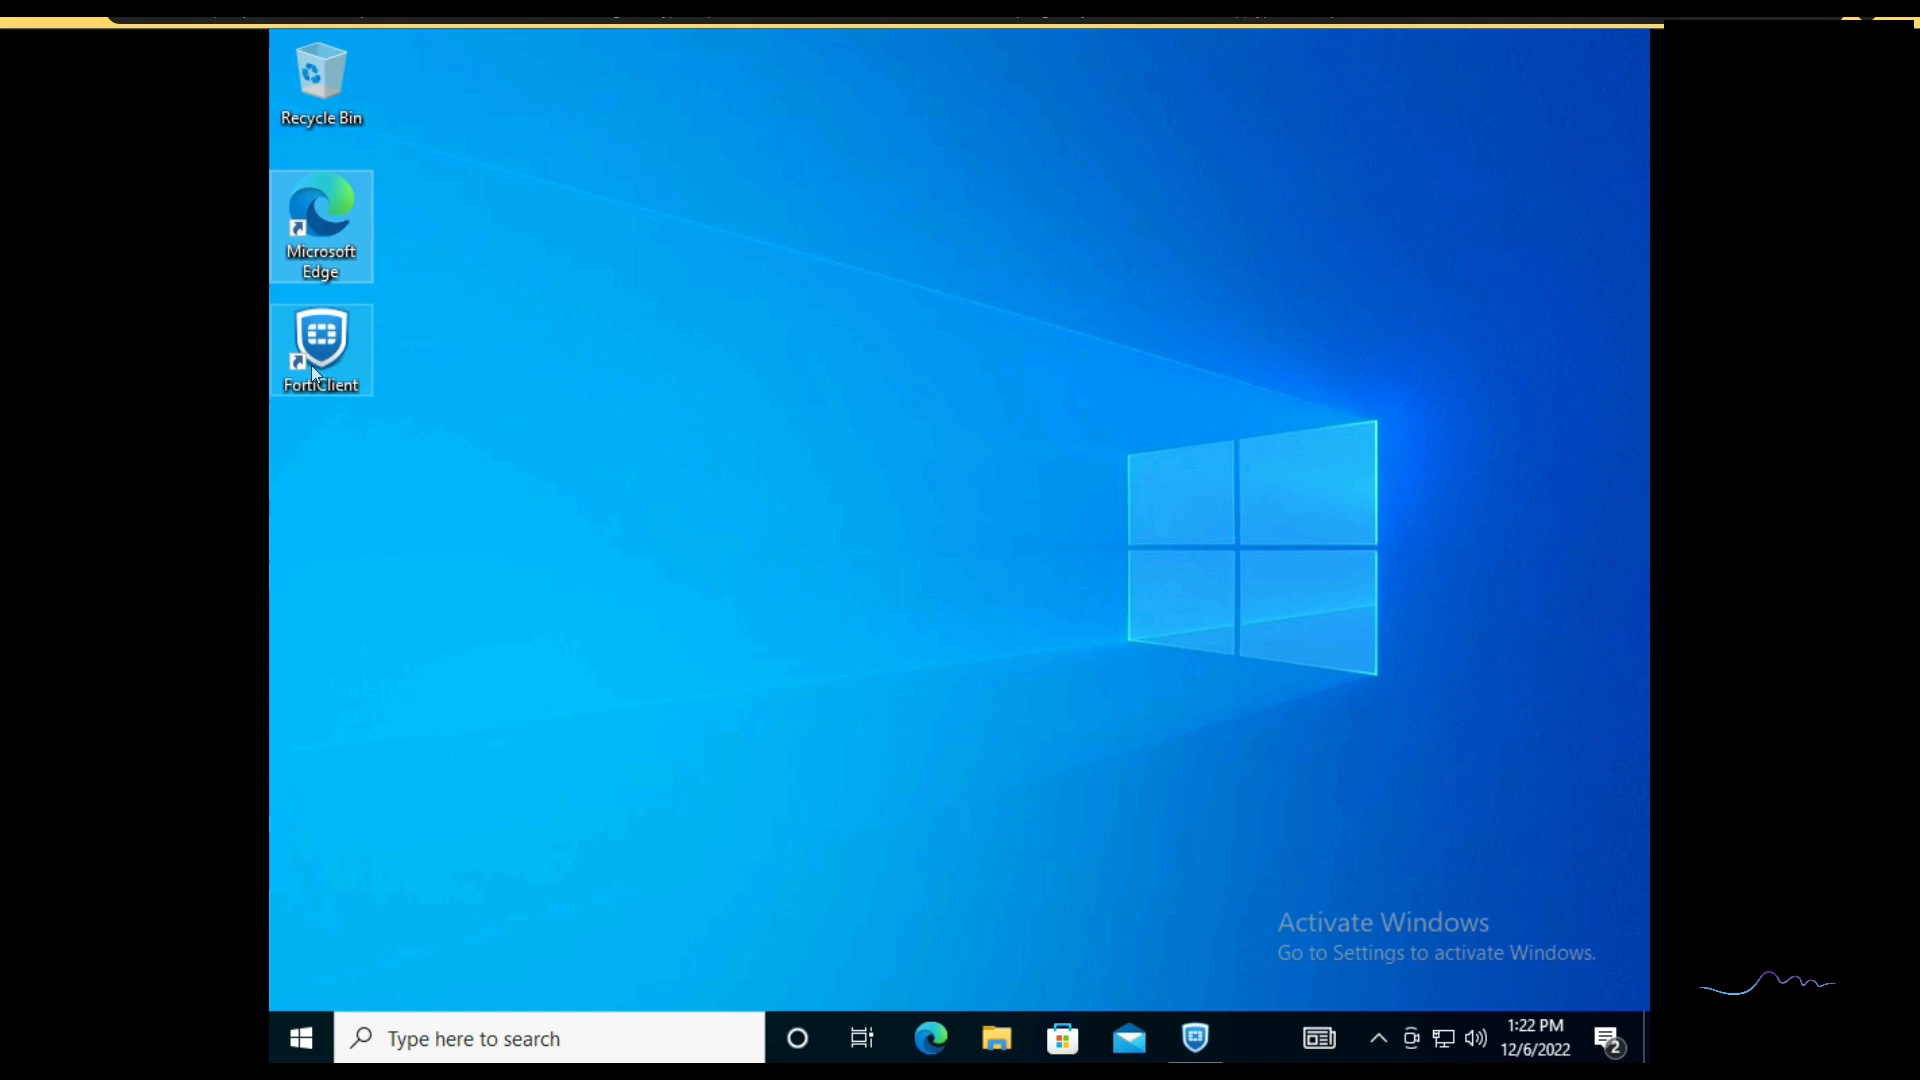 Recycle Bin
Microsoft
Edge
FortiClient
Activate Windows
Go to Settings to activate Windows.
Type here to search
1:22 PM
12/6/2022
2